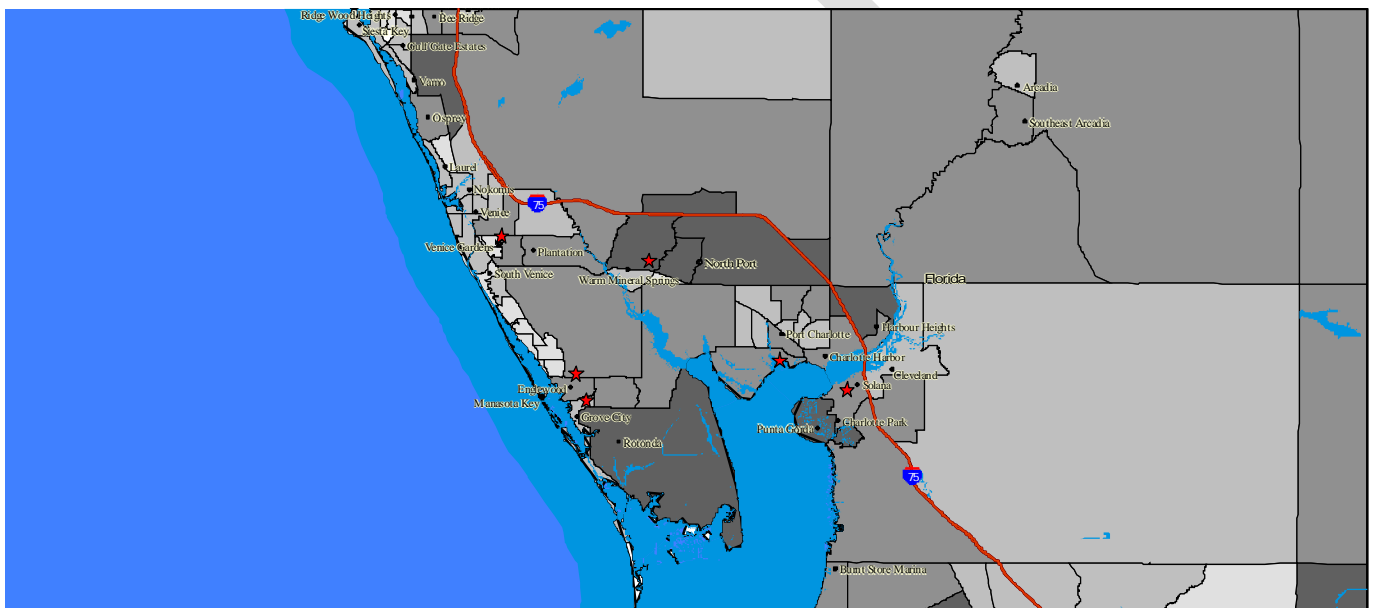 Ridge Wood Heights
Bee Ridge
Siesta Key
Gulf Gate Estates
Vamo
Arcadia
Osprey
Southeast Arcadia
Laurel
Nokomis
75
Venice
Venice Gardens
Plantation
North Port
South Venice
Warm Mineral Springs
Florida
Port Charlotte
Harbour Heights
Charlotte Harbor
Cleveland
Solana
Englewood
Manasota Key
Grove City
Charlotte Park
Punta Gorda
Rotonda
75
Burnt Store Marina